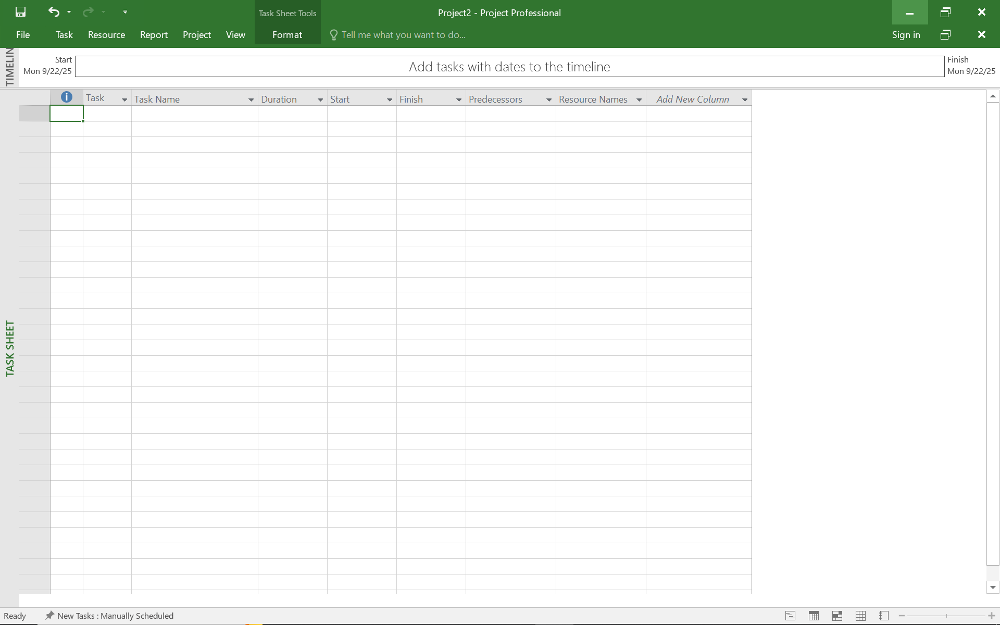 Task Sheet Tools
Project2 - Project Professional
File
Task
Resource
Report
Project
View
Format
Tell me what you want to do...
Sign in
TIMELIN
Start
Mon 9/22/25
Add tasks with dates to the timeline
Finish
Mon 9/22/25
Task
Task Name
Duration
Start
Finish
Predecessors
Resource Names
Add New Column
TASK SHEET
Ready
New Tasks : Manually Scheduled